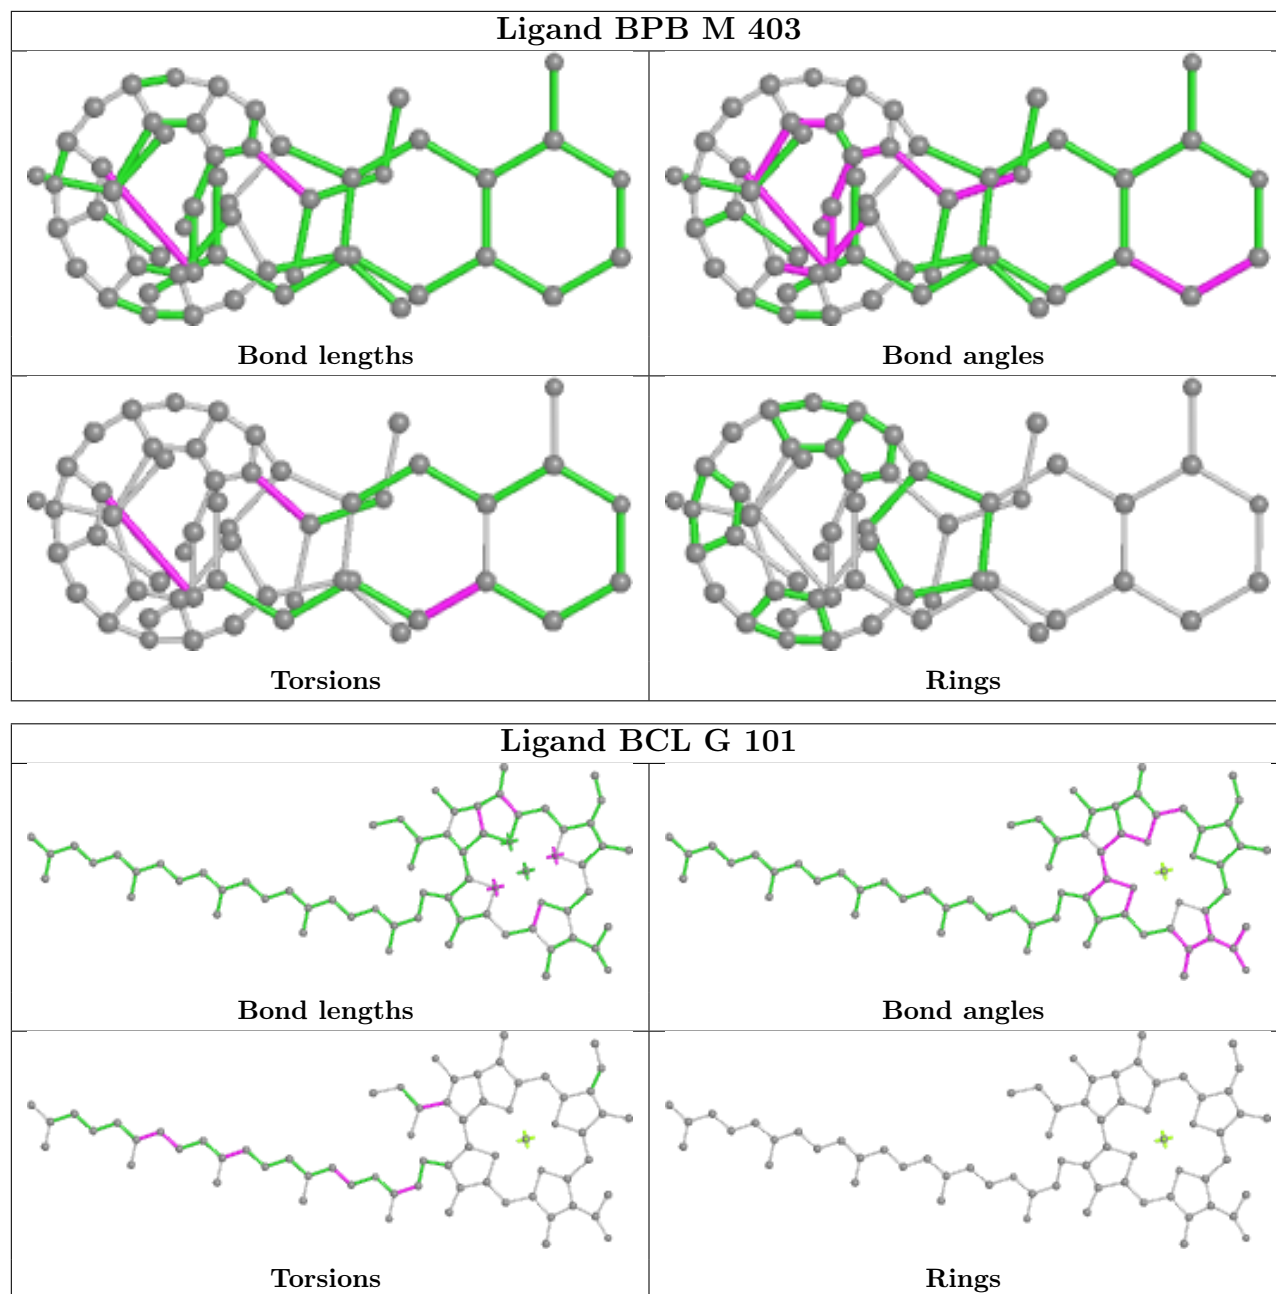 Ligand BPB M 403
Bond lengths
Bond angles
Torsions
Rings
Ligand BCL G 101
Bond lengths
Bond angles
Torsions
Rings